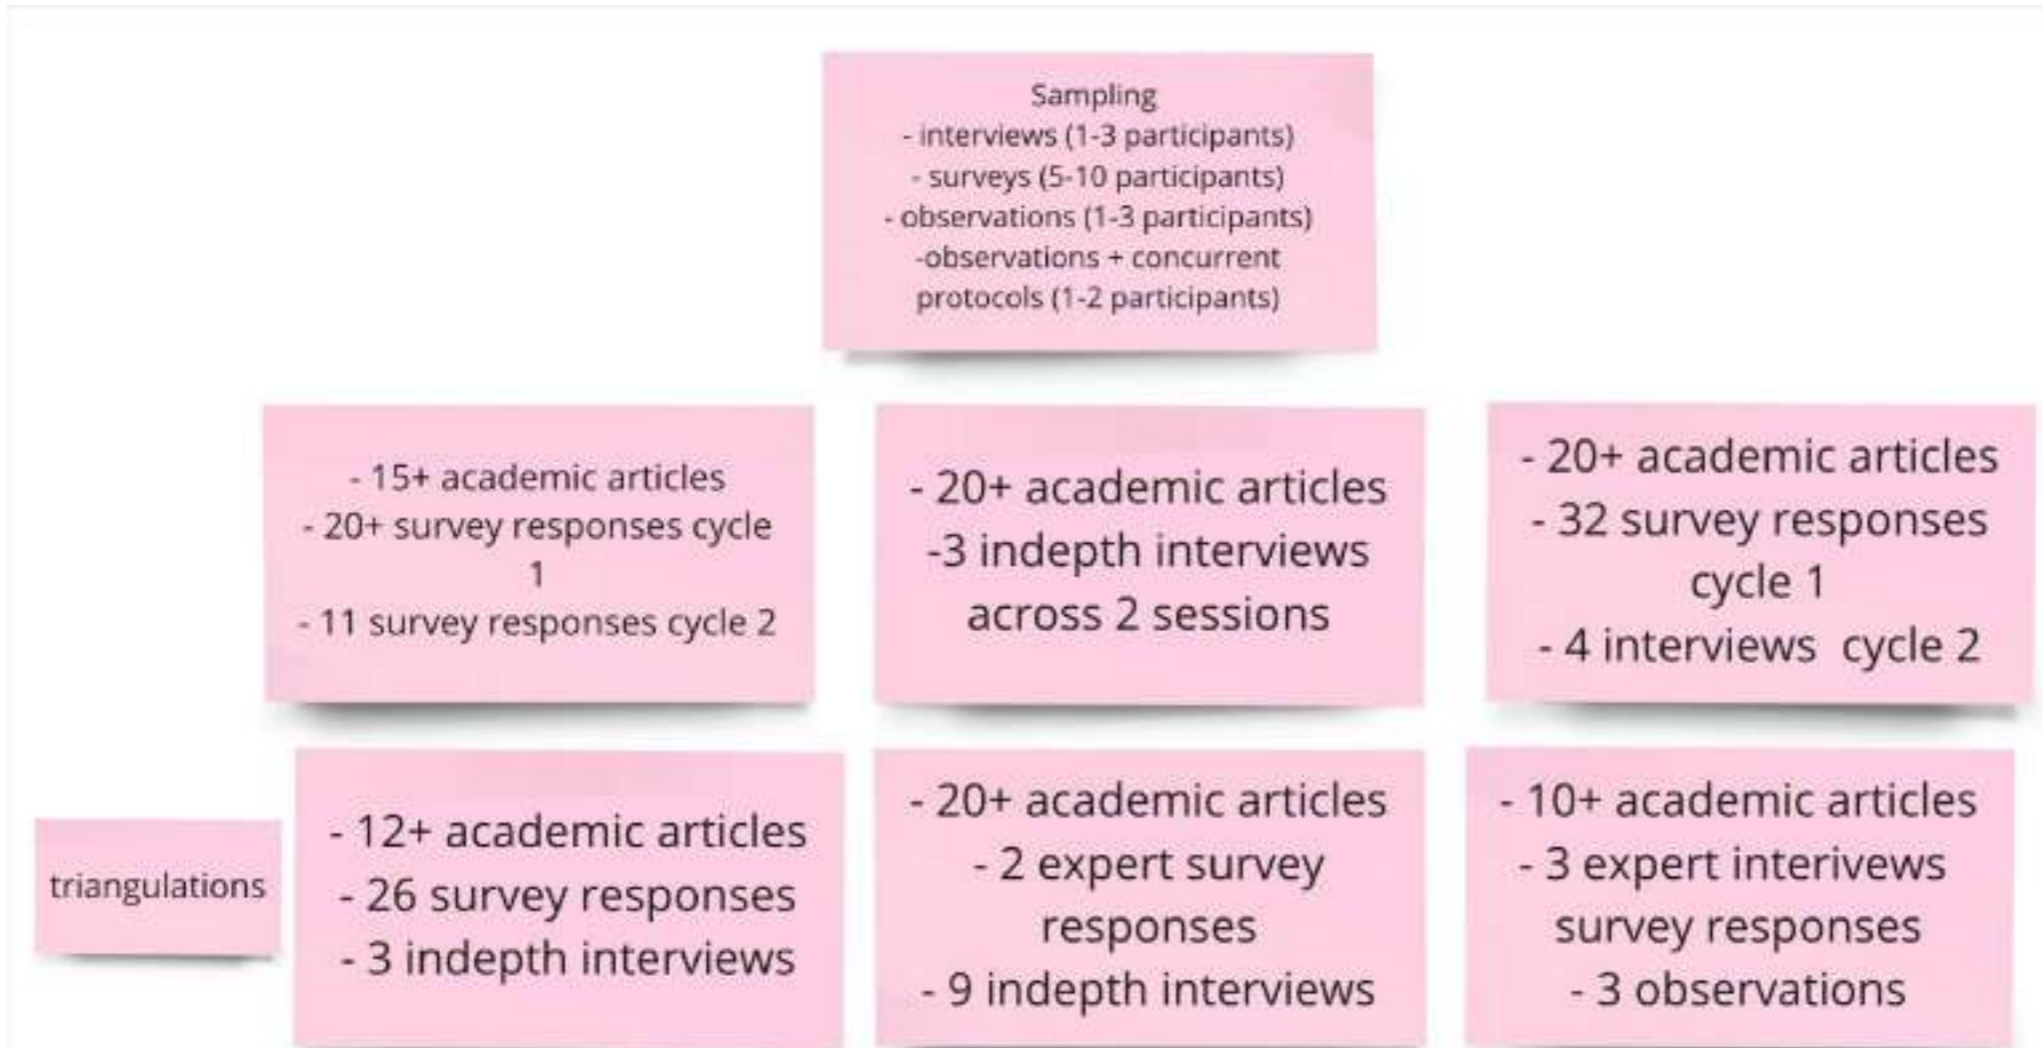 Sampling
- interviews (1-3 participants)
- surveys (5-10 participants)
- observations (1-3 participants)
-observations + concurrent
protocols (1-2 participants)
- 15+ academic articles
- 20+ survey responses cycle
1
- 11 survey responses cycle 2
- 20+ academic articles
-3 indepth interviews
across 2 sessions
- 20+ academic articles
- 32 survey responses
cycle 1
- 4 interviews  cycle 2
triangulations
- 12+ academic articles
- 26 survey responses
- 3 indepth interviews
- 20+ academic articles
- 2 expert survey
responses
- 9 indepth interviews
- 10+ academic articles
- 3 expert interivews
survey responses
- 3 observations